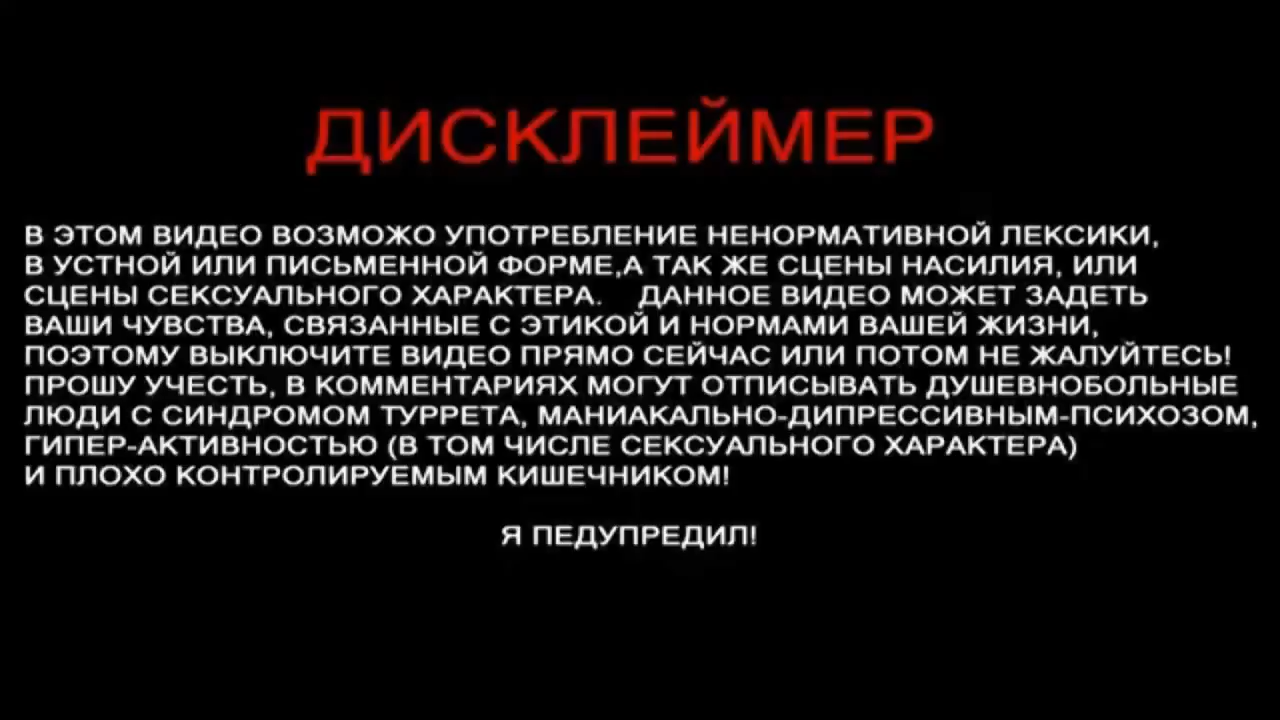 ДИСКЛЕЙМЕР
В ЭТОМ ВИДЕО ВОЗМОЖО УПОТРЕБЛЕНИЕ НЕНОРМАТИВНОЙ ЛЕКСИКИ,
В УСТНОЙ ИЛИ ПИСЬМЕННОЙ ФОРМЕ,А ТАК ЖЕ СЦЕНЫ НАСИЛИЯ, ИЛИ
СЦЕНЫ СЕКСУАЛЬНОГО ХАРАКТЕРА. ДАННОЕ ВИДЕО МОЖЕТ ЗАДЕТЬ
ВАШИ ЧУВСТВА, СВЯЗАННЫЕ С ЭТИКОЙ И НОРМАМИ ВАШЕЙ ЖИЗНИ,
ПОЭТОМУ ВЫКЛЮЧИТЕ ВИДЕО ПРЯМО СЕЙЧАС ИЛИ ПОТОМ НЕ ЖАЛУЙТЕСЬ!
ПРОШУ УЧЕСТЬ, В КОММЕНТАРИЯХ МОГУТ ОТПИСЫВАТЬ ДУШЕВНОБОЛЬНЫЕ
ЛЮДИ С СИНДРОМОМ ТУРРЕТА, МАНИАКАЛЬНО-ДИПРЕССИВНЫМ-ПСИХОЗОМ,
ГИПЕР-АКТИВНОСТЬЮ (В ТОМ ЧИСЛЕ СЕКСУАЛЬНОГО ХАРАКТЕРА)
И ПЛОХО КОНТРОЛИРУЕМЫМ КИШЕЧНИКОМ!
Я ПЕДУПРЕДИЛ!